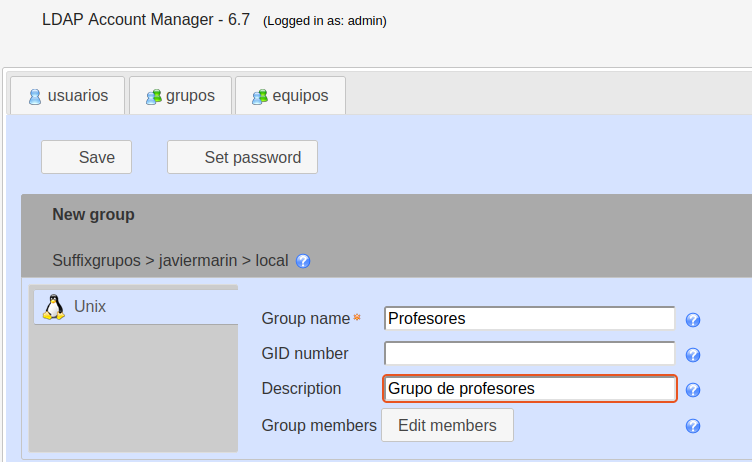 LDAP Account Manager - 6.7 (Logged in as: admin)
usuarios grupos equipos
Save Set password
New group
Suffixgrupos > javiermarin > local ?
Unix
Group name * Profesores ?
GID number ?
Description Grupo de profesores ?
Group members Edit members ?